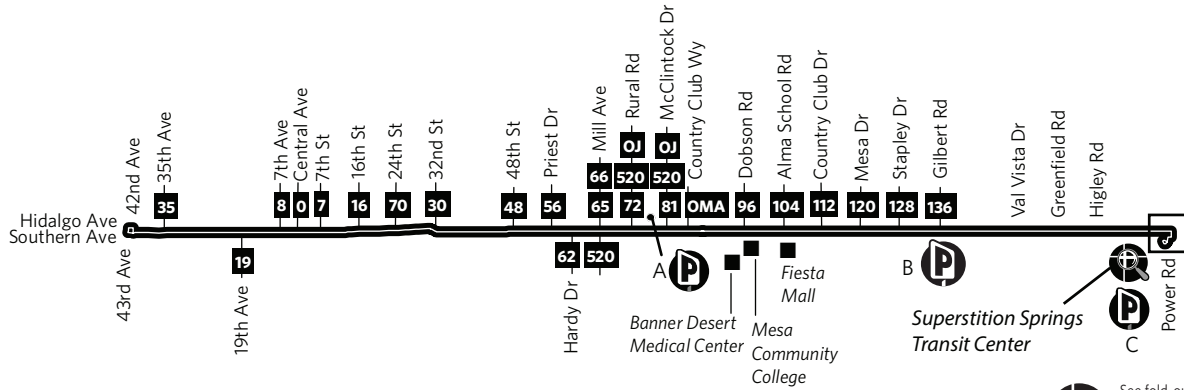 42nd Ave
35th Ave
7th Ave
Central Ave
7th St
16th St
24th St
32nd St
48th St
Priest Dr
Mill Ave
Rural Rd
McClintock Dr
Country Club Wy
Dobson Rd
Alma School Rd
Country Club Dr
Mesa Dr
Stapley Dr
Gilbert Rd
Val Vista Dr
Greenfield Rd
Higley Rd
OJ OJ
66 520 520
35 8 0 7 16 70 30 48 56 65 72 81 OMA 96 104 112 120 128 136
Hidalgo Ave
Southern Ave
43rd Ave
19
19th Ave
62 520
Hardy Dr
A P
B P
Banner Desert
Medical Center
Mesa
Community
College
Fiesta
Mall
Superstition Springs
Transit Center
P
C
Power Rd